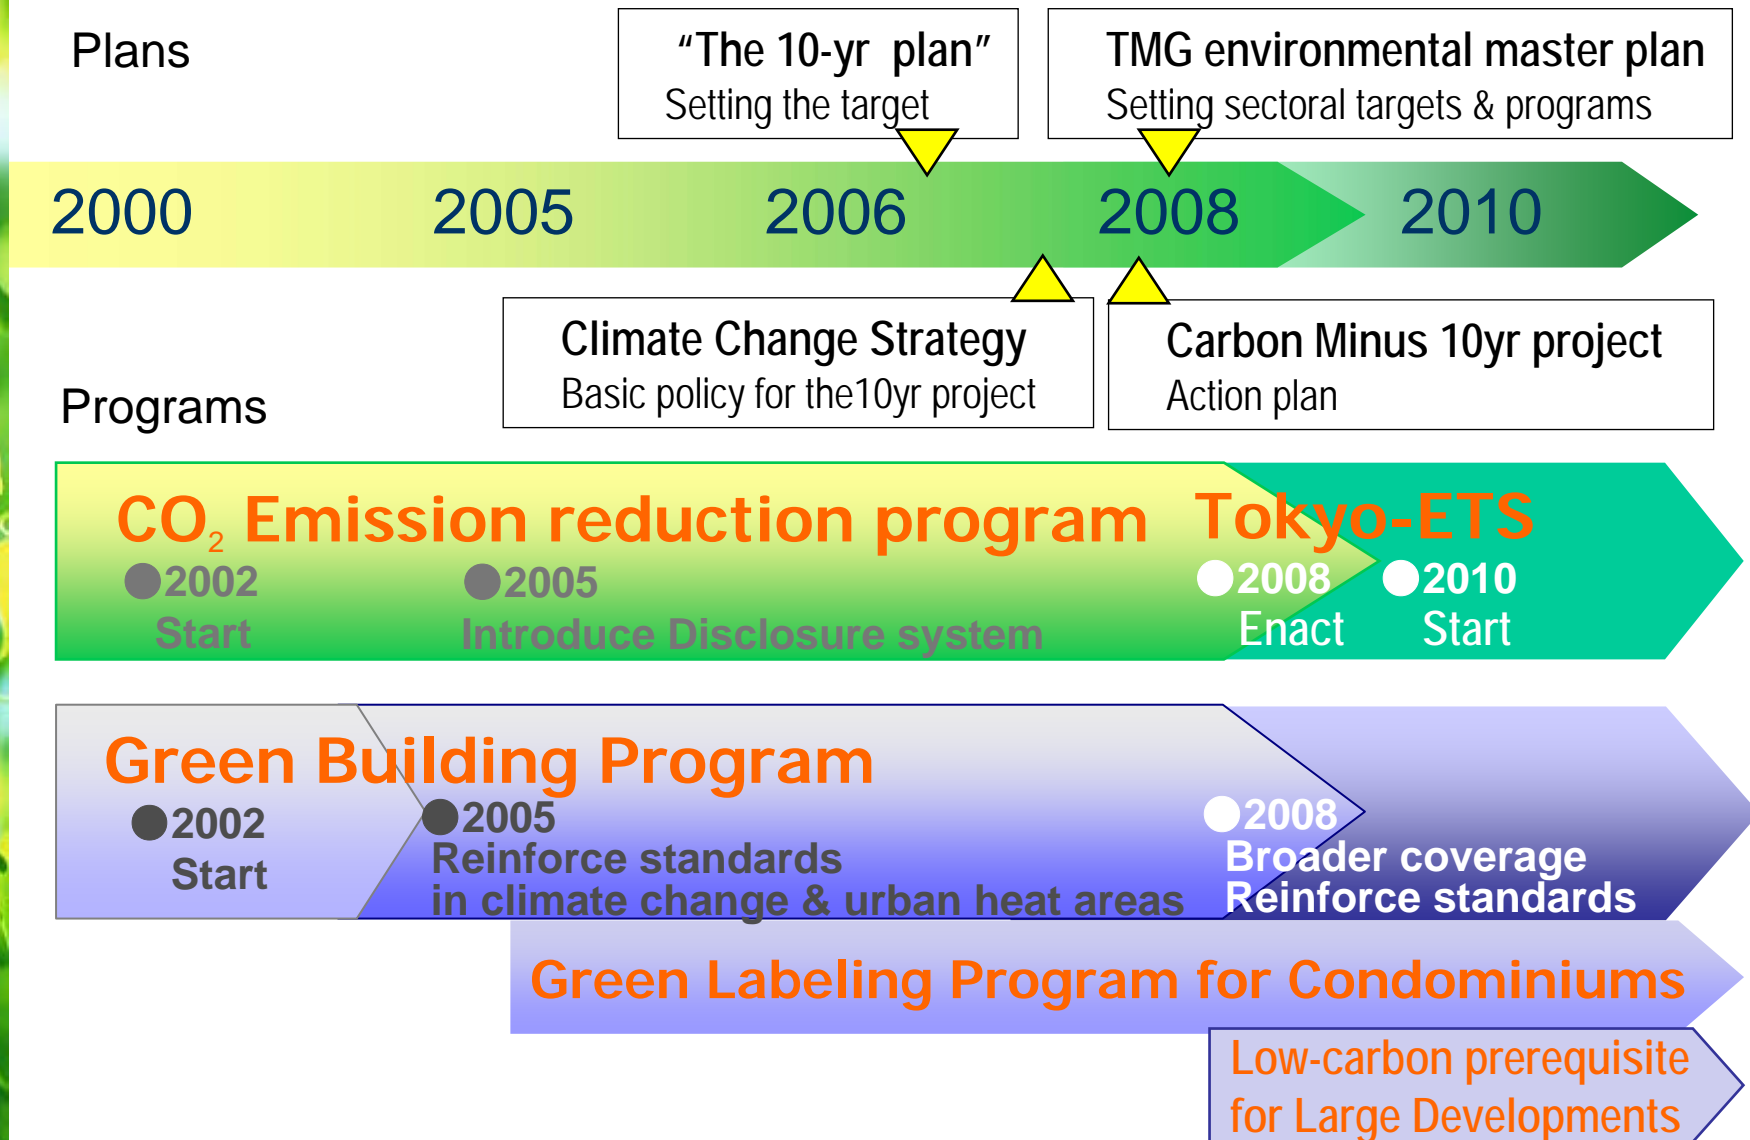 Plans
“The 10-yr plan”
Setting the target
TMG environmental master plan
Setting sectoral targets & programs
2000 2005 2006 2008 2010
Climate Change Strategy
Basic policy for the10yr project
Carbon Minus 10yr project
Action plan
Programs
CO₂ Emission reduction program
●2002
Start
●2005
Introduce Disclosure system
Tokyo-ETS
●2008
Enact
●2010
Start
Green Building Program
●2002
Start
●2005
Reinforce standards
in climate change & urban heat areas
●2008
Broader coverage
Reinforce standards
Green Labeling Program for Condominiums
Low-carbon prerequisite
for Large Developments